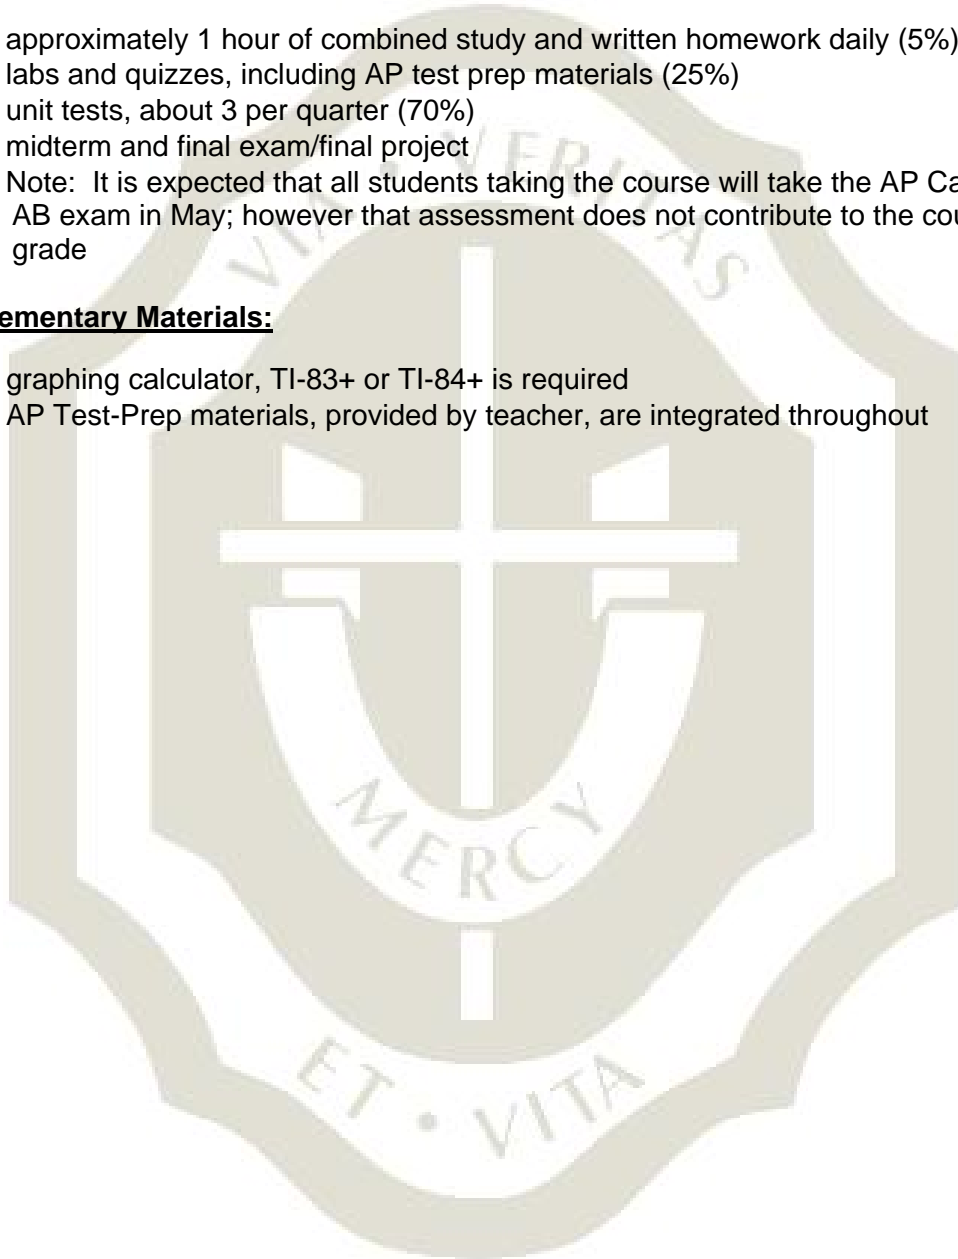 approximately 1 hour of combined study and written homework daily (5%)
labs and quizzes, including AP test prep materials (25%)
unit tests, about 3 per quarter (70%)
midterm and final exam/final project
Note: It is expected that all students taking the course will take the AP Ca
AB exam in May; however that assessment does not contribute to the cou
grade
ementary Materials:
graphing calculator, TI-83+ or TI-84+ is required
AP Test-Prep materials, provided by teacher, are integrated throughout
VIA • VERITAS
MERCY
ET • VITA